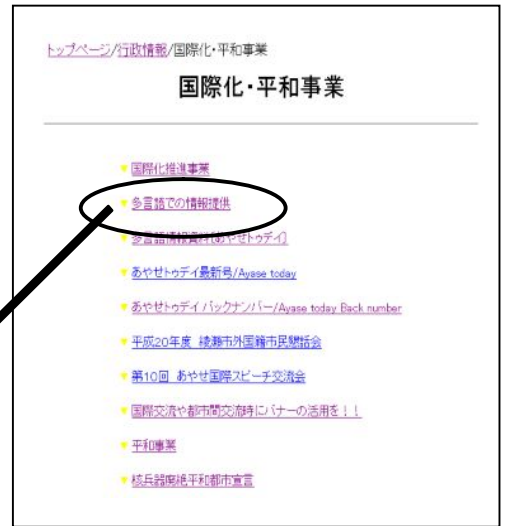 トップページ/行政情報/国際化・平和事業
国際化・平和事業
国際化推進事業
多言語での情報提供
多言語情報資料(あやせトゥデイ)
あやせトゥデイ最新号/Ayase today
あやせトゥデイ バックナンバー/Ayase today Back number
平成20年度 綾瀬市外国籍市民懇話会
第10回 あやせ国際スピーチ交流会
国際交流や都市間交流時にバナーの活用を!!
平和事業
核兵器廃絶平和都市宣言